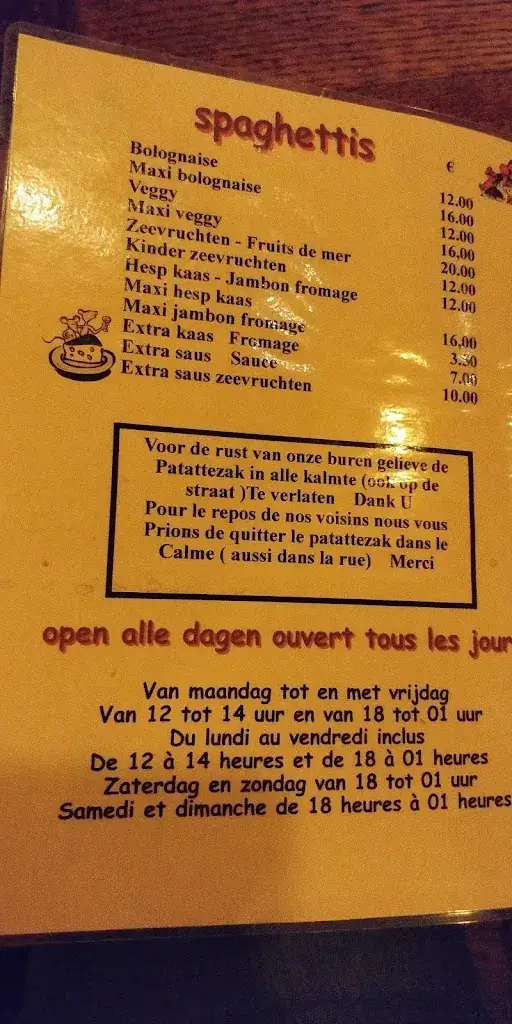 spaghettis
€
Bolognaise 12.00
Maxi bolognaise 16.00
Veggy 12.00
Maxi veggy 16,00
Zeevruchten - Fruits de mer 20.00
Kinder zeevruchten 12.00
Hesp kaas - Jambon fromage 12.00
Maxi hesp kaas
Maxi jambon fromage 16,00
Extra kaas Fromage 3.50
Extra saus Sauce 7.00
Extra saus zeevruchten 10.00
Voor de rust van onze buren gelieve de
Patattezak in alle kalmte (ook op de
straat )Te verlaten Dank U
Pour le repos de nos voisins nous vous
Prions de quitter le patattezak dans le
Calme ( aussi dans la rue) Merci
open alle dagen ouvert tous les jour
Van maandag tot en met vrijdag
Van 12 tot 14 uur en van 18 tot 01 uur
Du lundi au vendredi inclus
De 12 à 14 heures et de 18 à 01 heures
Zaterdag en zondag van 18 tot 01 uur
Samedi et dimanche de 18 heures à 01 heures